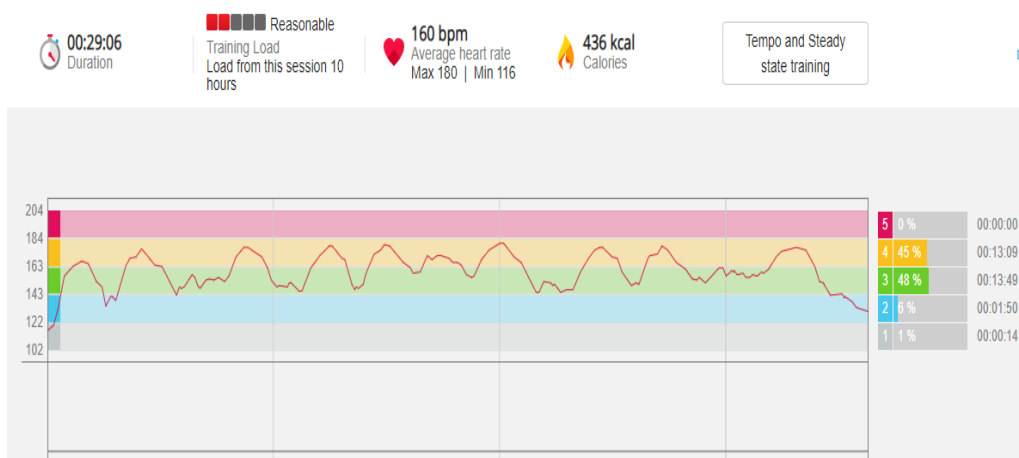 00:29:06
Duration
Reasonable
Training Load
Load from this session 10
hours
160 bpm
Average heart rate
Max 180 | Min 116
436 kcal
Calories
Tempo and Steady
state training
204
184
163
143
122
102
5 0 % 00:00:00
4 45 % 00:13:09
3 48 % 00:13:49
2 6 % 00:01:50
1 1 % 00:00:14